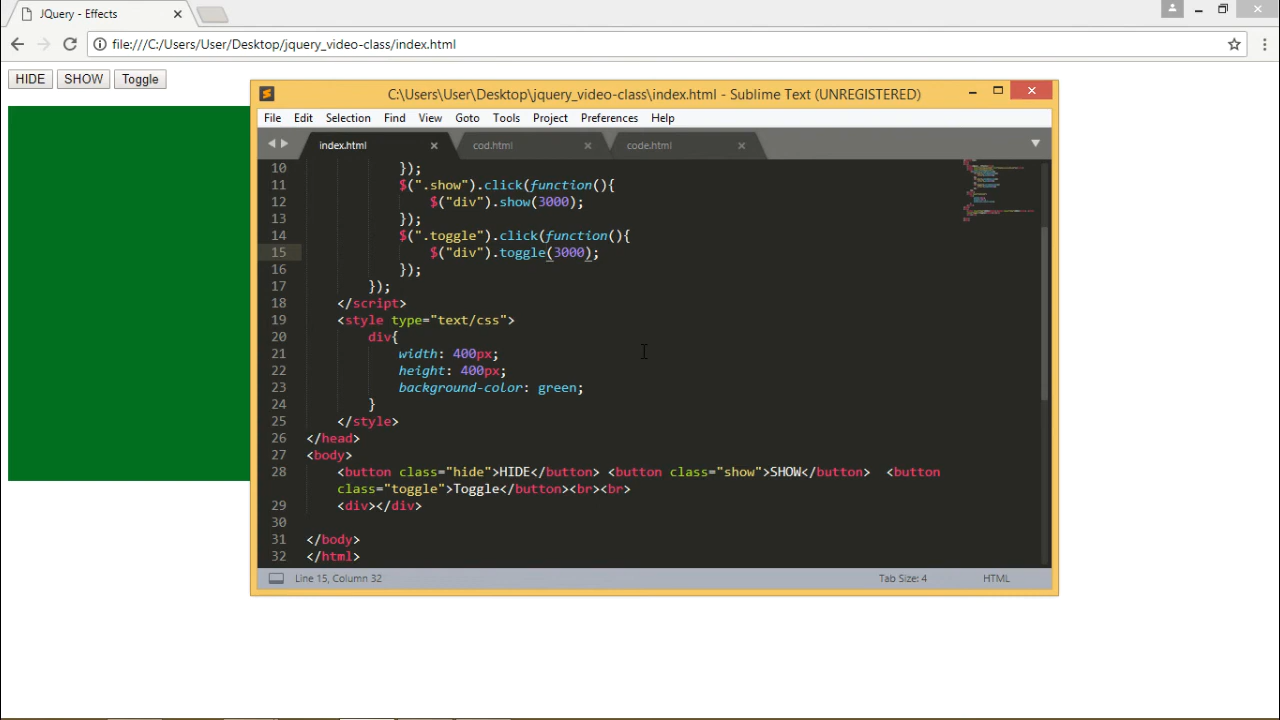 JQuery - Effects
file:///C:/Users/User/Desktop/jquery_video-class/index.html
HIDE SHOW Toggle
C:\Users\User\Desktop\jquery_video-class\index.html - Sublime Text (UNREGISTERED)
File Edit Selection Find View Goto Tools Project Preferences Help
index.html cod.html code.html
10 });
11 $(".show").click(function(){
12 $("div").show(3000);
13 });
14 $(".toggle").click(function(){
15 $("div").toggle(3000);
16 });
17 });
18 </script>
19 <style type="text/css">
20 div{
21 width: 400px;
22 height: 400px;
23 background-color: green;
24 }
25 </style>
26 </head>
27 <body>
28 <button class="hide">HIDE</button> <button class="show">SHOW</button>  <button
class="toggle">Toggle</button><br><br>
29 <div></div>
30
31 </body>
32 </html>
Line 15, Column 32 Tab Size: 4 HTML